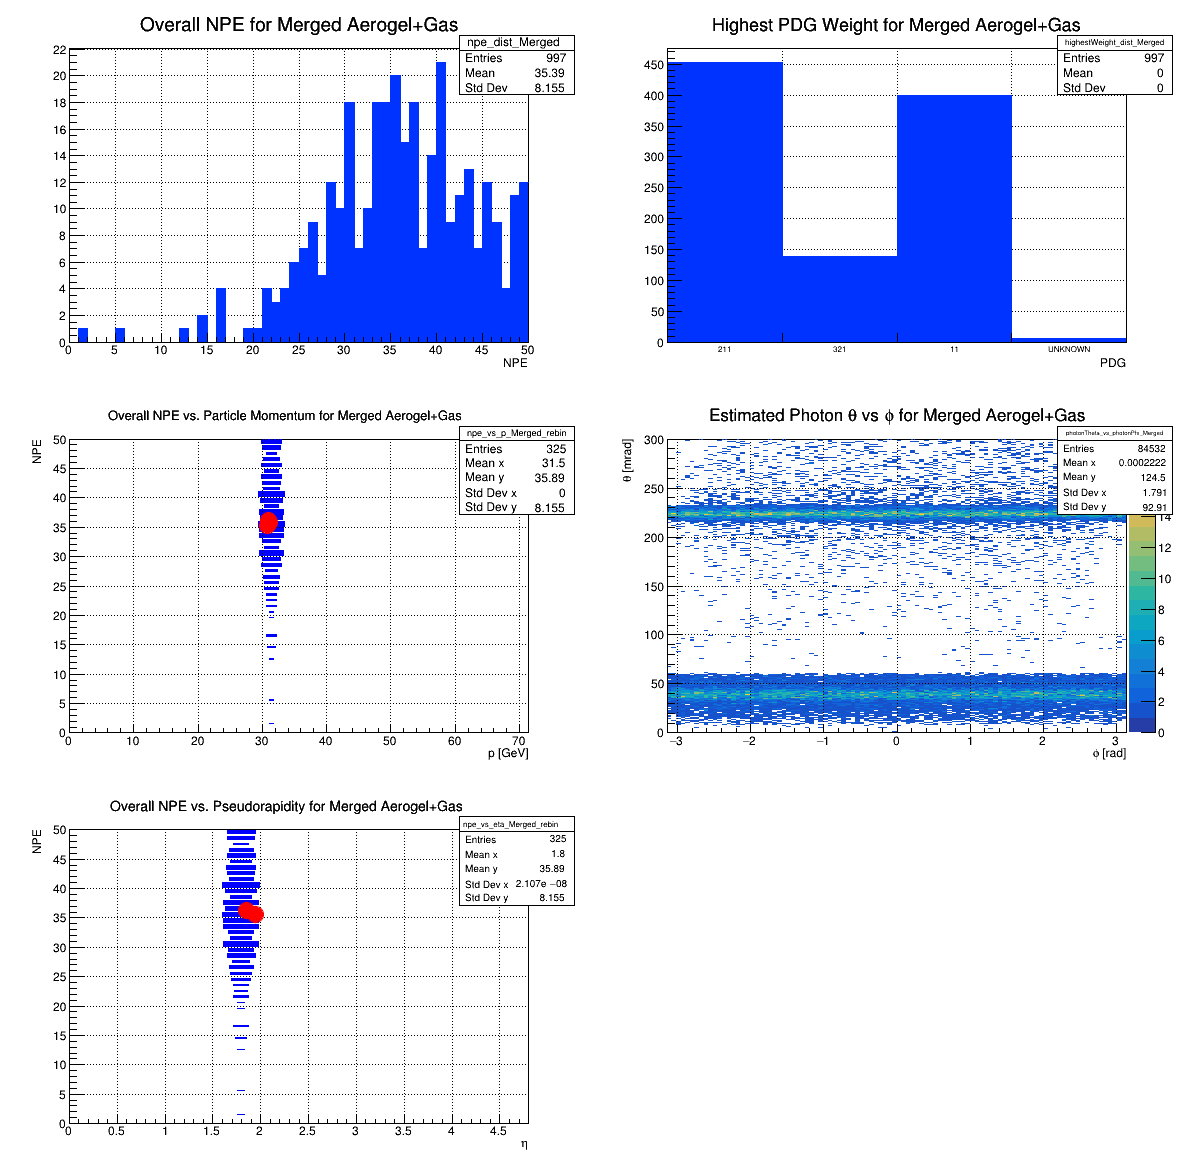 Overall NPE for Merged Aerogel+Gas
npe_dist_Merged
Entries 997
Mean 35.39
Std Dev 8.155
22
20
18
16
14
12
10
8
6
4
2
0
0 5 10 15 20 25 30 35 40 45 50
NPE
Highest PDG Weight for Merged Aerogel+Gas
highestWeight_dist_Merged
Entries 997
Mean 0
Std Dev 0
450
400
350
300
250
200
150
100
50
0
211 321 11 UNKNOWN
PDG
Overall NPE vs. Particle Momentum for Merged Aerogel+Gas
npe_vs_p_Merged_rebin
Entries 325
Mean x 31.5
Mean y 35.89
Std Dev x 0
Std Dev y 8.155
NPE
50
45
40
35
30
25
20
15
10
5
0
0 10 20 30 40 50 60 70
p [GeV]
Estimated Photon θ vs ϕ for Merged Aerogel+Gas
photonTheta_vs_photonPhi_Merged
Entries 84532
Mean x 0.0002222
Mean y 124.5
Std Dev x 1.791
Std Dev y 92.91
θ [mrad]
300
250
200
150
100
50
0
−3 −2 −1 0 1 2 3
ϕ [rad]
14
12
10
8
6
4
2
0
Overall NPE vs. Pseudorapidity for Merged Aerogel+Gas
npe_vs_eta_Merged_rebin
Entries 325
Mean x 1.8
Mean y 35.89
Std Dev x 2.107e −08
Std Dev y 8.155
NPE
50
45
40
35
30
25
20
15
10
5
0
0 0.5 1 1.5 2 2.5 3 3.5 4 4.5
η